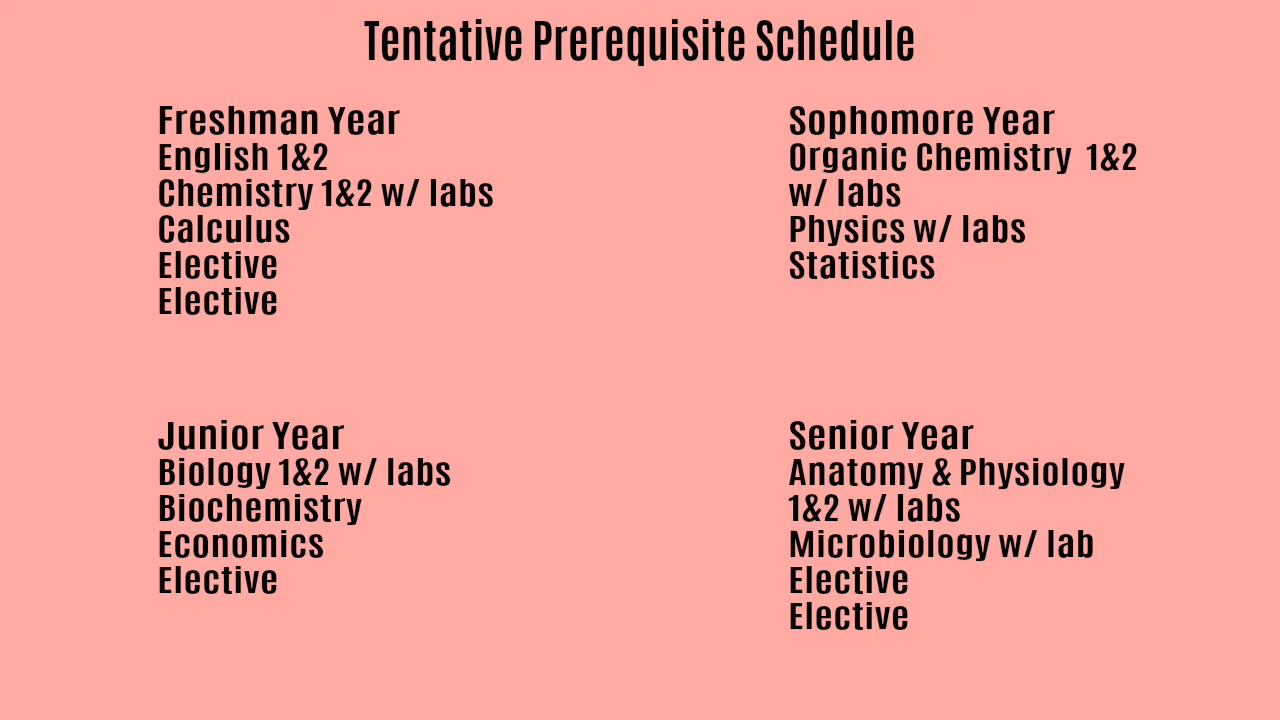 Tentative Prerequisite Schedule
Freshman Year
English 1&2
Chemistry 1&2 w/ labs
Calculus
Elective
Elective
Sophomore Year
Organic Chemistry 1&2
w/ labs
Physics w/ labs
Statistics
Junior Year
Biology 1&2 w/ labs
Biochemistry
Economics
Elective
Senior Year
Anatomy & Physiology
1&2 w/ labs
Microbiology w/ lab
Elective
Elective